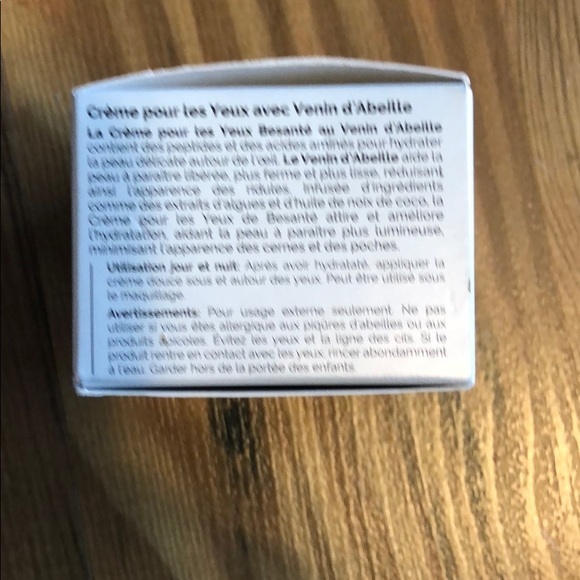 Crème pour les Yeux avec Venin d'Abeille
La Crème pour les Yeux Besanté au Venin d'Abeille
contient des peptides et des acides aminés pour hydrater
la peau délicate autour de l'œil. Le Venin d'Abeille aide la
peau à paraître libérée, plus ferme et plus lisse, réduisant
ainsi l'apparence des ridules. Infusée d'ingrédients
comme des extraits d'algues et d'huile de noix de coco, la
Crème pour les Yeux de Besanté attire et améliore
l'hydratation, aidant la peau à paraître plus lumineuse,
minimisant l'apparence des cernes et des poches.
Utilisation jour et nuit: Après avoir hydrataté, appliquer la
crème douce sous et autour des yeux. Peut être utilisé sous
le maquillage.
Avertissements: Pour usage externe seulement. Ne pas
utiliser si vous êtes allergique aux piqûres d'abeilles ou aux
produits apicoles. Évitez les yeux et la ligne des cils. Si le
produit rentre en contact avec les yeux, rincer abondamment
à l'eau. Garder hors de la portée des enfants.